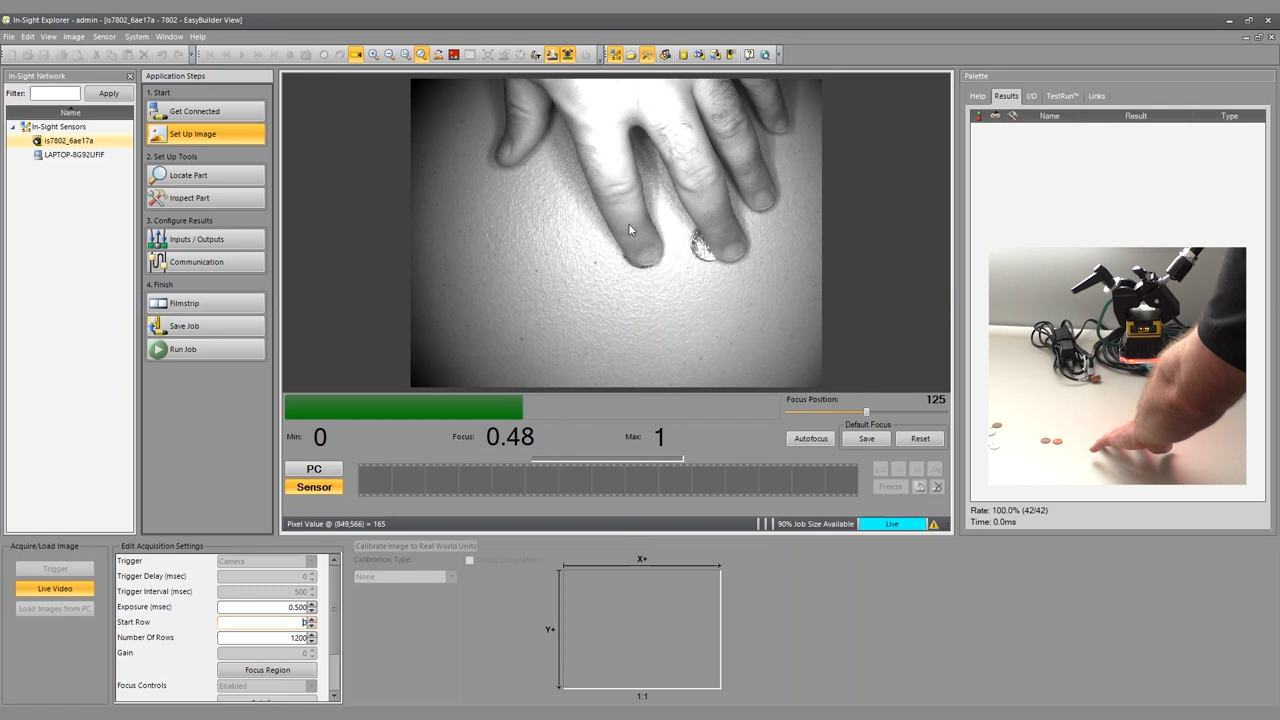 In-Sight Explorer - admin - [is7802_6ae17a - 7802 - EasyBuilder View]
File Edit View Image Sensor System Window Help
In-Sight Network
Filter: Apply
Name
In-Sight Sensors
is7802_6ae17a
LAPTOP-8G92UFIF
Application Steps
1. Start
Get Connected
Set Up Image
2. Set Up Tools
Locate Part
Inspect Part
3. Configure Results
Inputs / Outputs
Communication
4. Finish
Filmstrip
Save Job
Run Job
Min: 0 Focus: 0.48 Max: 1
Focus Position: 125
Default Focus
Autofocus Save Reset
PC
Sensor
Freeze
Pixel Value @ (849,566) = 165
90% Job Size Available Live
Palette
Help Results I/O TestRun™ Links
Name Result Type
Rate: 100.0% (42/42)
Time: 0.0ms
Acquire/Load Image
Trigger
Live Video
Load Images from PC
Edit Acquisition Settings
Trigger Camera
Trigger Delay (msec) 0
Trigger Interval (msec) 500
Exposure (msec) 0.500
Start Row
Number Of Rows 1200
Gain 0
Focus Region
Focus Controls Enabled
Calibrate Image to Real World Units
Calibration Type:
None
X+
Y+
1:1